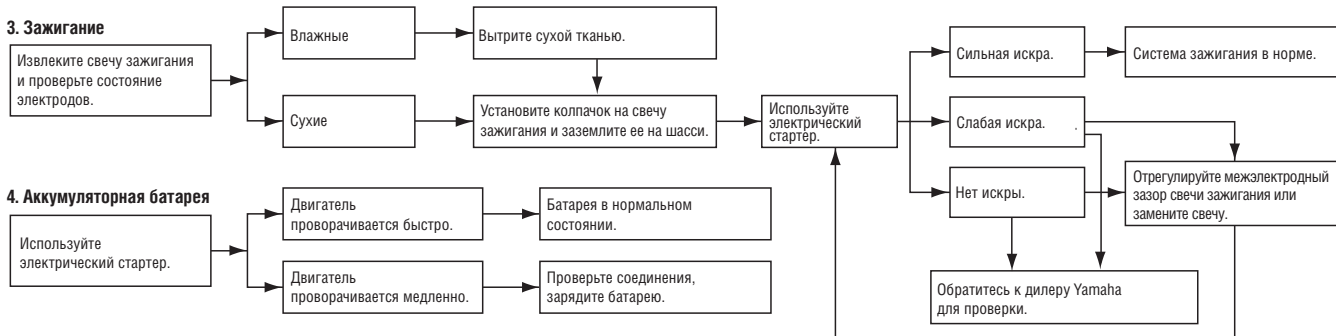 3. Зажигание
Извлеките свечу зажигания
и проверьте состояние
электродов.
Влажные
Вытрите сухой тканью.
Сухие
Установите колпачок на свечу
зажигания и заземлите ее на шасси.
Используйте
электрический
стартер.
Сильная искра.
Система зажигания в норме.
Слабая искра.
Нет искры.
Отрегулируйте межэлектродный
зазор свечи зажигания или
замените свечу.
Обратитесь к дилеру Yamaha
для проверки.
4. Аккумуляторная батарея
Используйте
электрический стартер.
Двигатель
проворачивается быстро.
Батарея в нормальном
состоянии.
Двигатель
проворачивается медленно.
Проверьте соединения,
зарядите батарею.